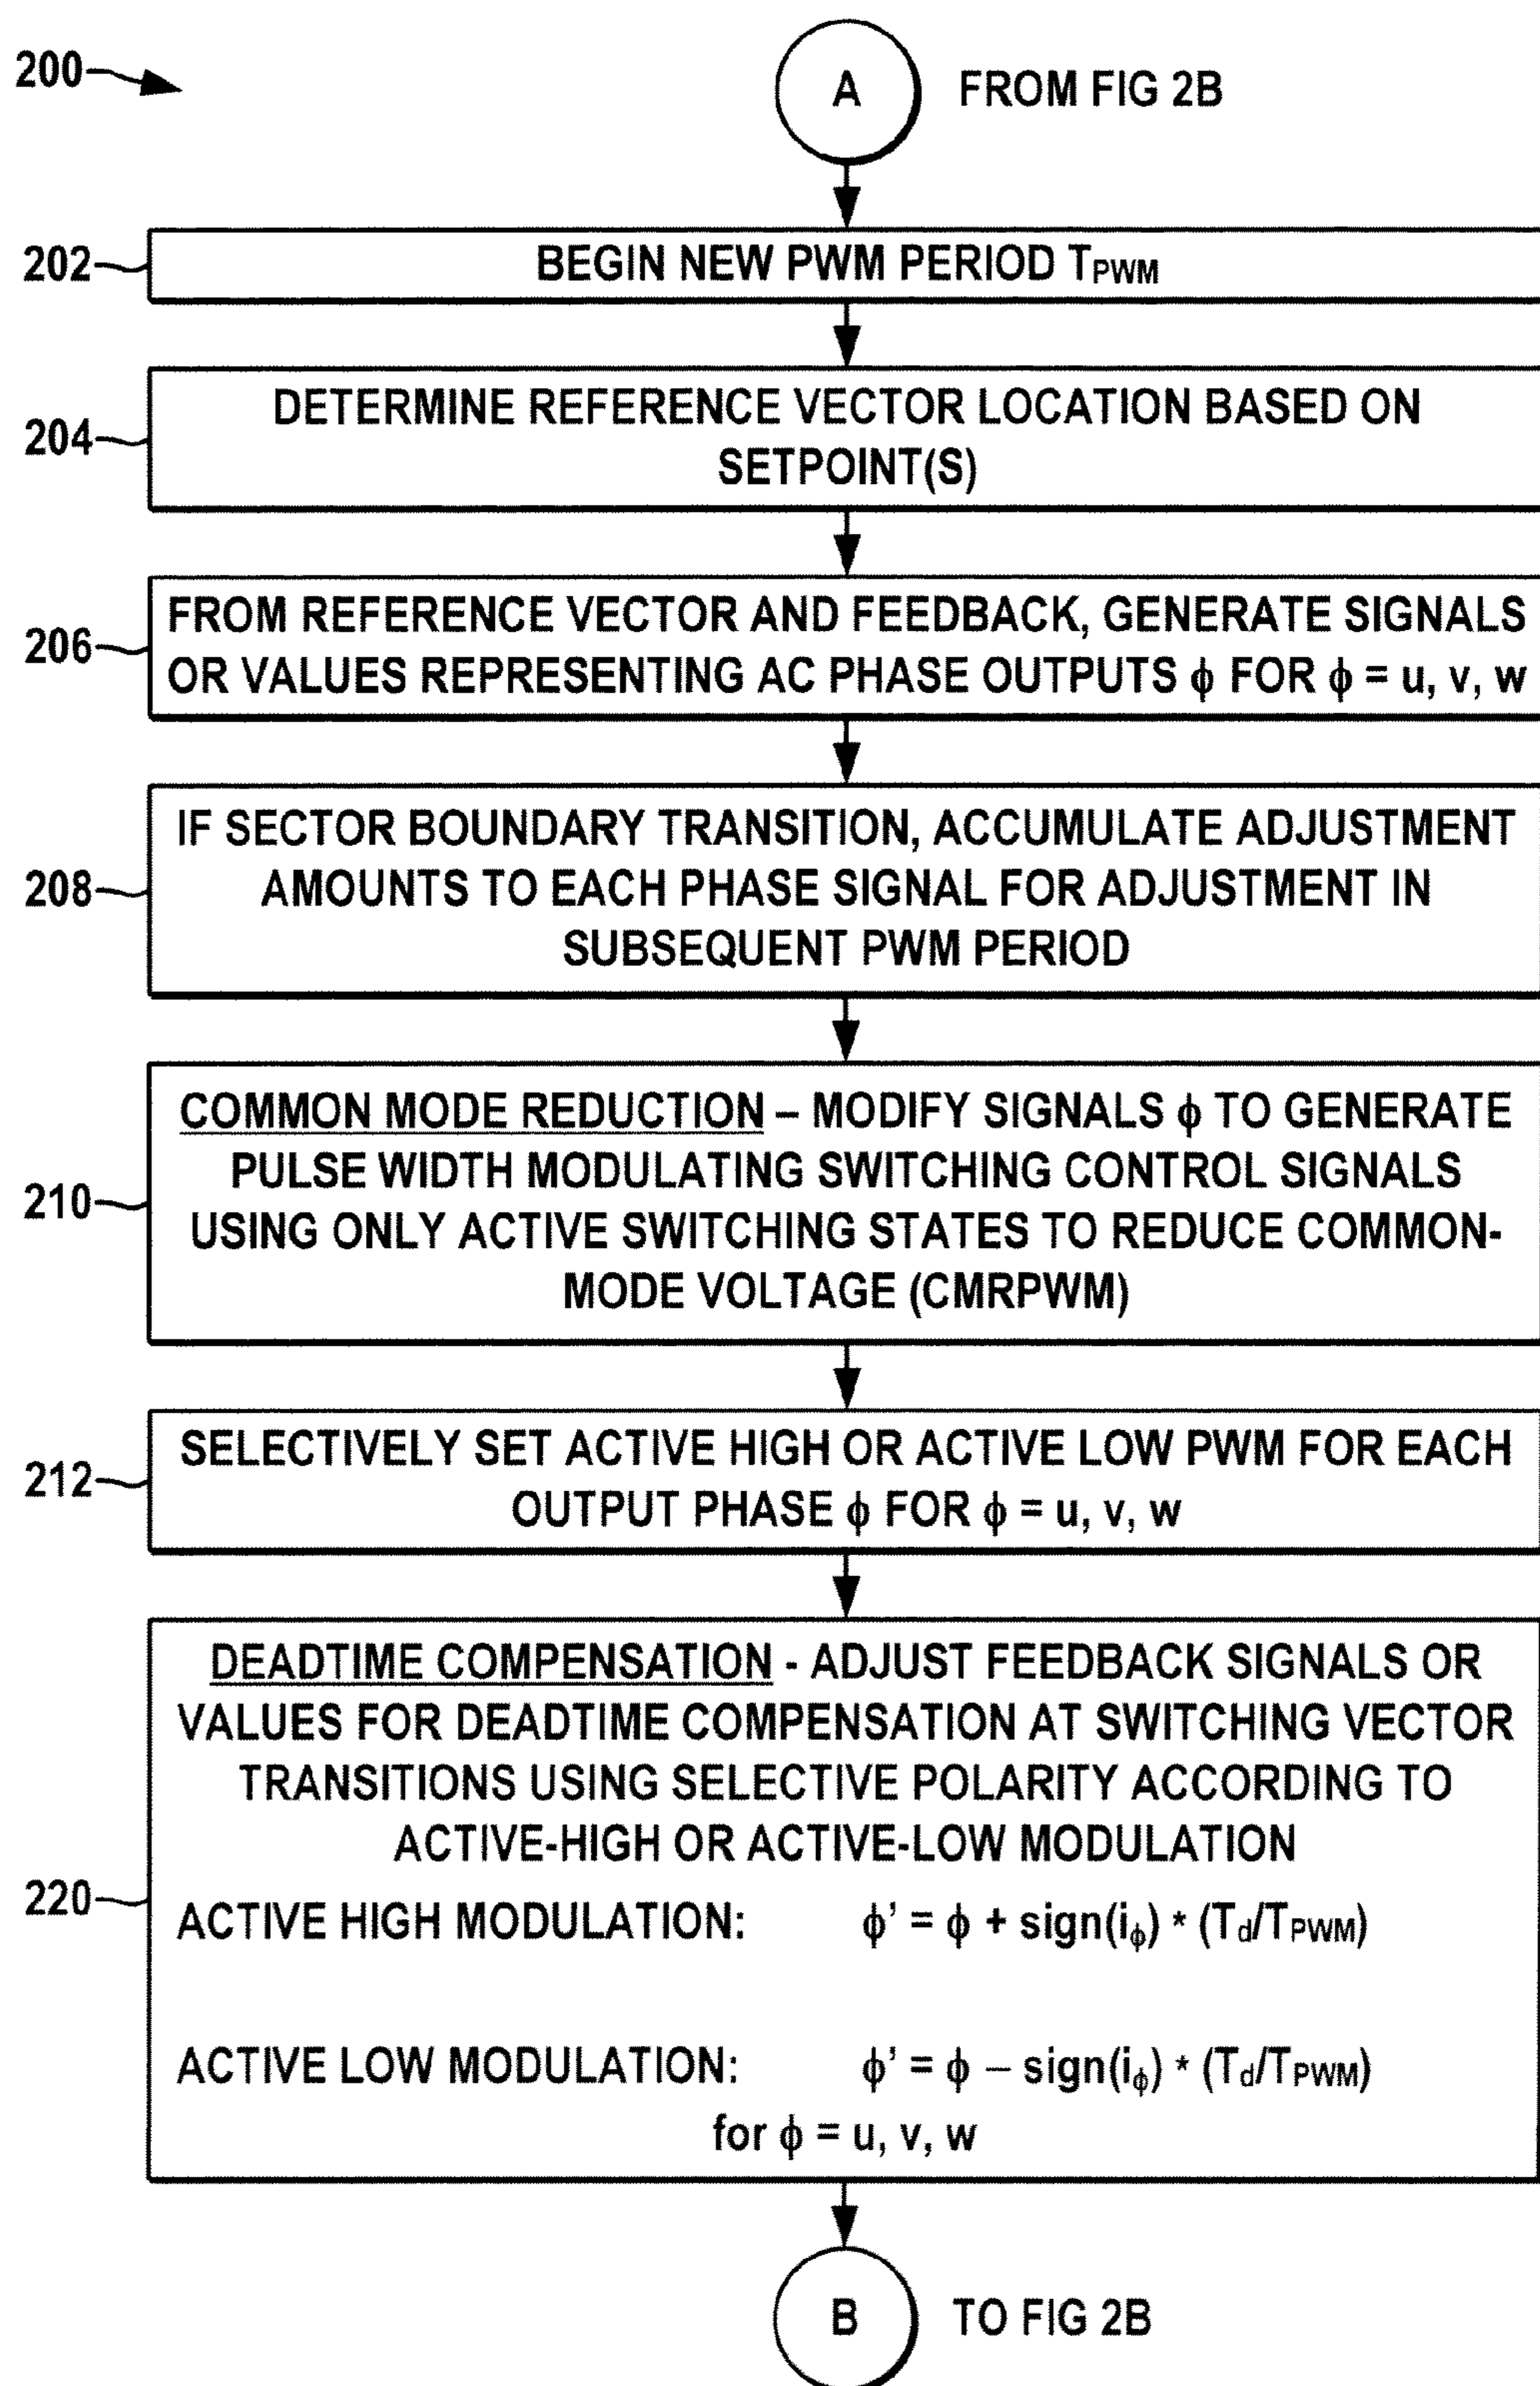 200
A FROM FIG 2B
202 BEGIN NEW PWM PERIOD TPWM
DETERMINE REFERENCE VECTOR LOCATION BASED ON
204
SETPOINT(S)
FROM REFERENCE VECTOR AND FEEDBACK, GENERATE SIGNALS
206
OR VALUES REPRESENTING AC PHASE OUTPUTS ϕ FOR ϕ = u, v, w
IF SECTOR BOUNDARY TRANSITION, ACCUMULATE ADJUSTMENT
208 AMOUNTS TO EACH PHASE SIGNAL FOR ADJUSTMENT IN
SUBSEQUENT PWM PERIOD
COMMON MODE REDUCTION – MODIFY SIGNALS ϕ TO GENERATE
PULSE WIDTH MODULATING SWITCHING CONTROL SIGNALS
210
USING ONLY ACTIVE SWITCHING STATES TO REDUCE COMMON-
MODE VOLTAGE (CMRPWM)
SELECTIVELY SET ACTIVE HIGH OR ACTIVE LOW PWM FOR EACH
212
OUTPUT PHASE ϕ FOR ϕ = u, v, w
DEADTIME COMPENSATION - ADJUST FEEDBACK SIGNALS OR
VALUES FOR DEADTIME COMPENSATION AT SWITCHING VECTOR
TRANSITIONS USING SELECTIVE POLARITY ACCORDING TO
ACTIVE-HIGH OR ACTIVE-LOW MODULATION
220
ACTIVE HIGH MODULATION: ϕ’ = ϕ + sign(iϕ) * (Td/TPWM)
ACTIVE LOW MODULATION: ϕ’ = ϕ – sign(iϕ) * (Td/TPWM)
for ϕ = u, v, w
B TO FIG 2B